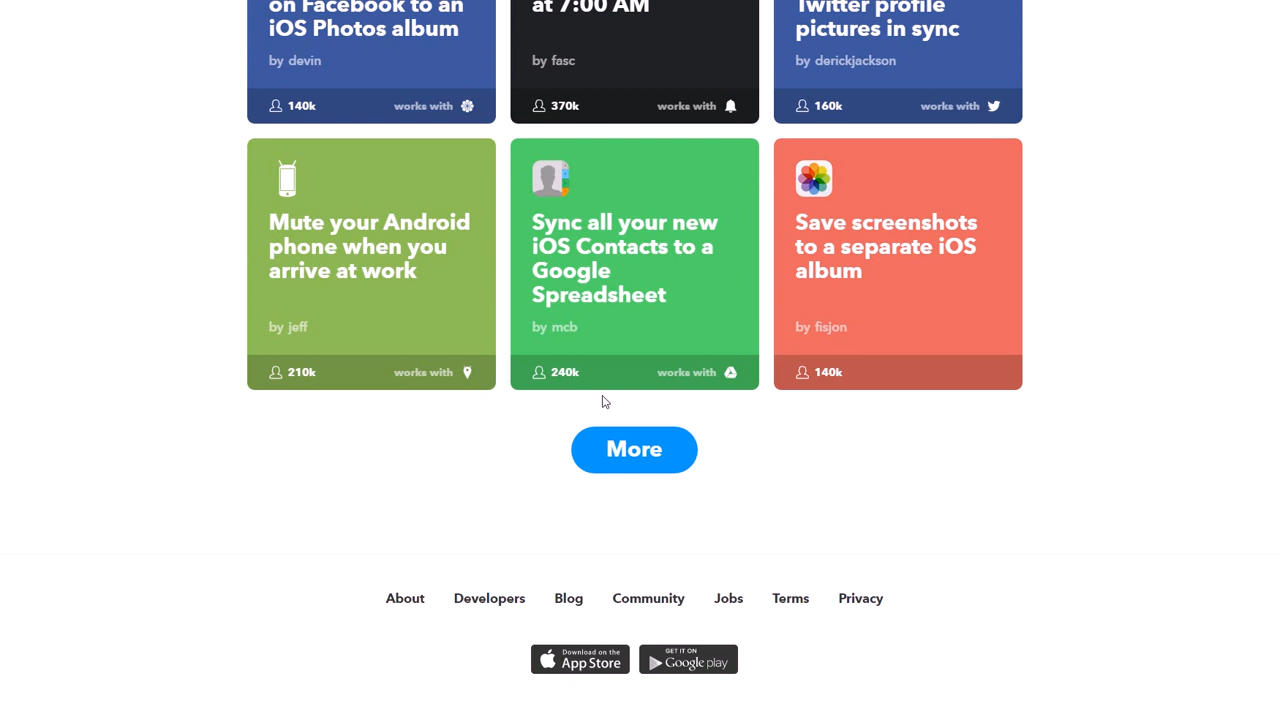 on Facebook to an
iOS Photos album
by devin
140k works with
at 7:00 AM
by fasc
370k works with
Twitter profile
pictures in sync
by derickjackson
160k works with
Mute your Android
phone when you
arrive at work
by jeff
210k works with
Sync all your new
iOS Contacts to a
Google
Spreadsheet
by mcb
240k works with
Save screenshots
to a separate iOS
album
by fisjon
140k
More
About Developers Blog Community Jobs Terms Privacy
Download on the
App Store
GET IT ON
Google play